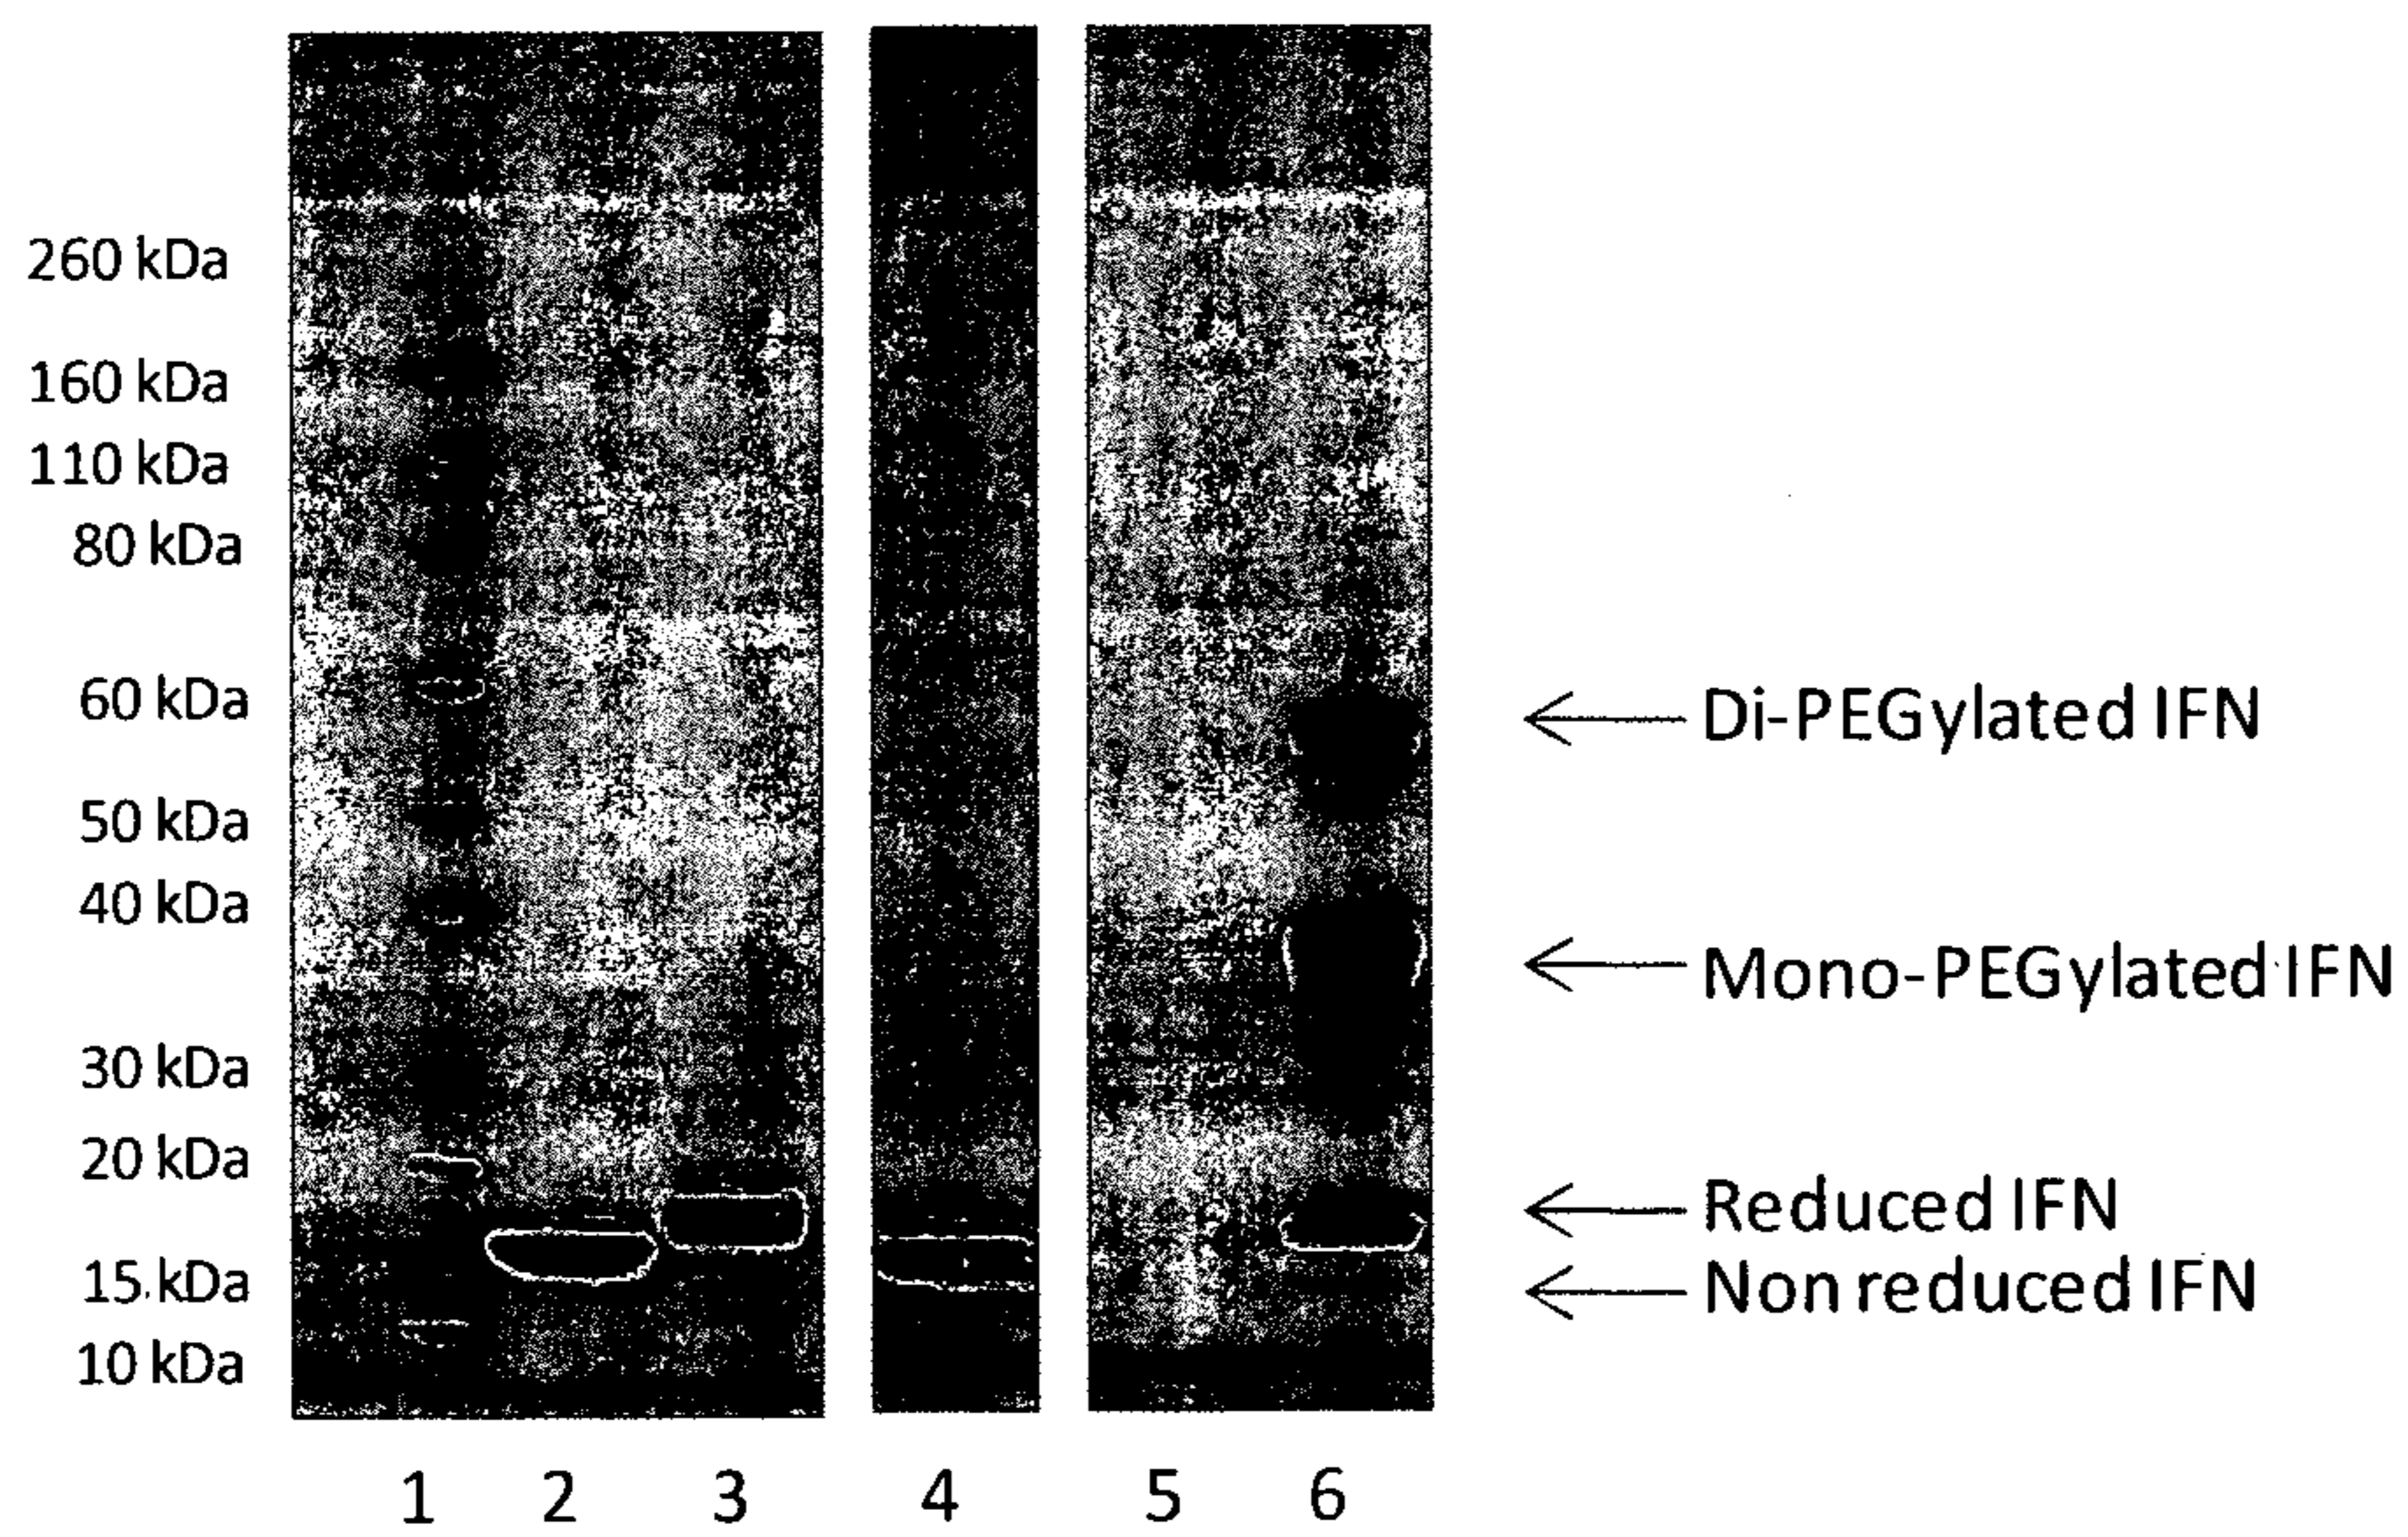 260 kDa
160 kDa
110 kDa
80 kDa
60 kDa
50 kDa
40 kDa
30 kDa
20 kDa
15 kDa
10 kDa
Di-PEGylated IFN
Mono-PEGylated IFN
Reduced IFN
Non reduced IFN
1 2 3 4 5 6